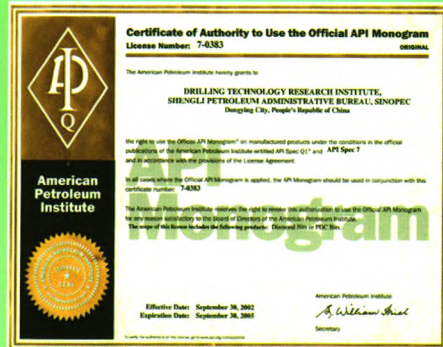 Certificate of Authority to Use the Official API Monogram
License Number: 7-0383
ORIGINAL
The American Petroleum Institute hereby grants to
DRILLING TECHNOLOGY RESEARCH INSTITUTE,
SHENGLI PETROLEUM ADMINISTRATIVE BUREAU, SINOPEC
Dongying City, People's Republic of China
the right to use the Official API Monogram® on manufactured products under the conditions in the official
publications of the American Petroleum Institute entitled API Spec Q1® and API Spec 7
and in accordance with the provisions of the License Agreement.
In all cases where the Official API Monogram is applied, the API Monogram should be used in conjunction with this
certificate number: 7-0383
The American Petroleum Institute reserves the right to revoke this authorization to use the Official API Monogram
for any reason satisfactory to the Board of Directors of the American Petroleum Institute.
The scope of this license includes the following products: Diamond Bits or PDC Bits.
API
Q
American
Petroleum
Institute
Api
Monogram
Effective Date: September 30, 2002
Expiration Date: September 30, 2005
American Petroleum Institute
Secretary